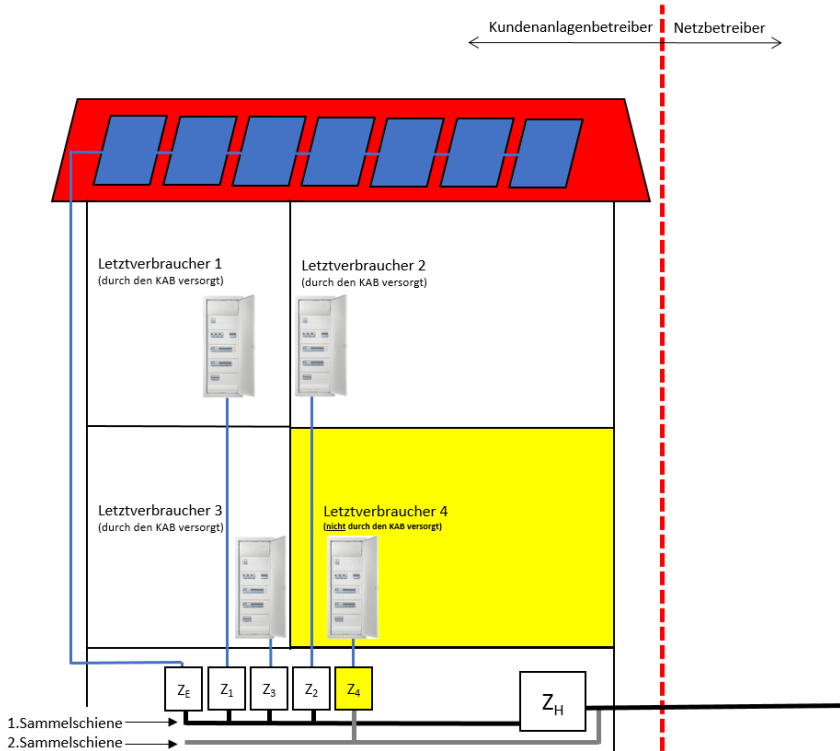 Kundenanlagenbetreiber
Netzbetreiber
Letztverbraucher 1
(durch den KAB versorgt)
Letztverbraucher 2
(durch den KAB versorgt)
Letztverbraucher 3
(durch den KAB versorgt)
Letztverbraucher 4
(nicht durch den KAB versorgt)
ZE
Z1
Z3
Z2
Z4
ZH
1.Sammelschiene
2.Sammelschiene